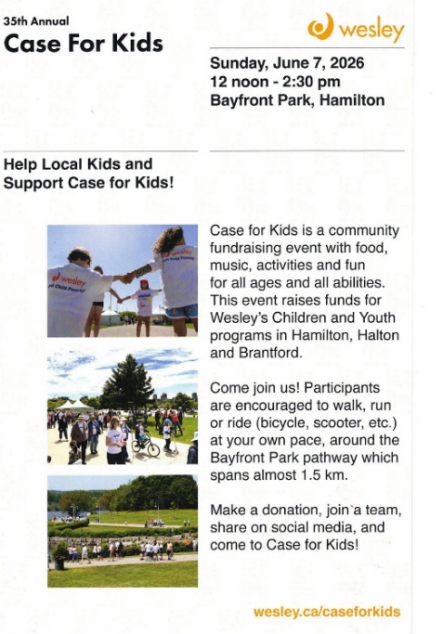 35th Annual
Case For Kids
wesley
Sunday, June 7, 2026
12 noon - 2:30 pm
Bayfront Park, Hamilton
Help Local Kids and
Support Case for Kids!
Case for Kids is a community
fundraising event with food,
music, activities and fun
for all ages and all abilities.
This event raises funds for
Wesley's Children and Youth
programs in Hamilton, Halton
and Brantford.
Come join us! Participants
are encouraged to walk, run
or ride (bicycle, scooter, etc.)
at your own pace, around the
Bayfront Park pathway which
spans almost 1.5 km.
Make a donation, join a team,
share on social media, and
come to Case for Kids!
wesley
wesley.ca/caseforkids